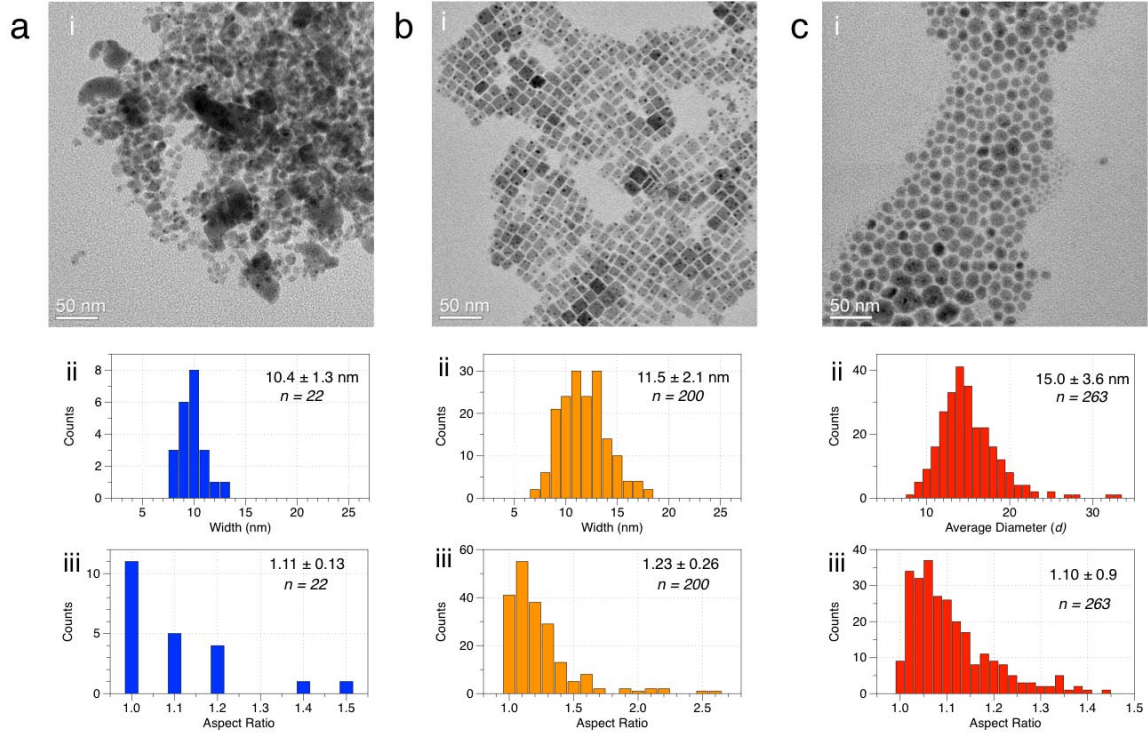 a
i
50 nm
b
i
50 nm
c
i
50 nm
ii
10.4 ± 1.3 nm
n = 22
Counts
8
6
4
2
0
5 10 15 20 25
Width (nm)
ii
11.5 ± 2.1 nm
n = 200
Counts
30
20
10
0
5 10 15 20 25
Width (nm)
ii
15.0 ± 3.6 nm
n = 263
Counts
40
20
0
10 20 30
Average Diameter (d)
iii
1.11 ± 0.13
n = 22
Counts
10
5
0
1.0 1.1 1.2 1.3 1.4 1.5
Aspect Ratio
iii
1.23 ± 0.26
n = 200
Counts
60
40
20
0
1.0 1.5 2.0 2.5
Aspect Ratio
iii
1.10 ± 0.9
n = 263
Counts
40
30
20
10
0
1.0 1.1 1.2 1.3 1.4 1.5
Aspect Ratio